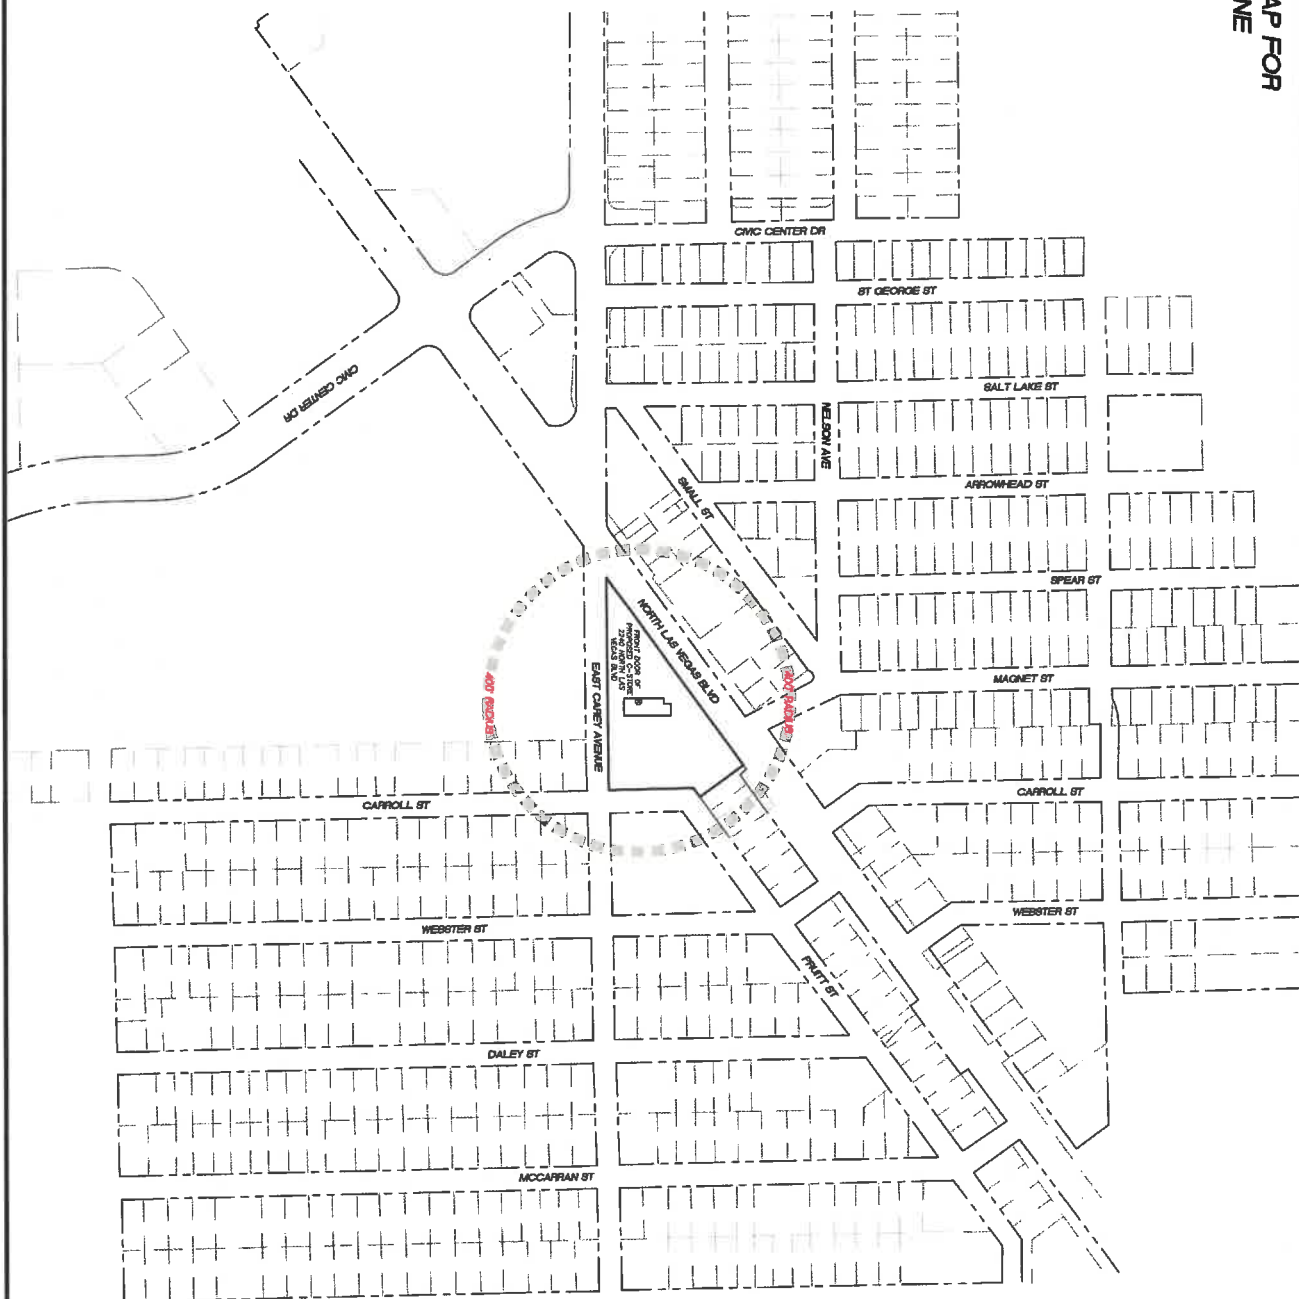 AP FOR
NE
CIVIC CENTER DR
ST GEORGE ST
SALT LAKE ST
CIVIC CENTER DR
NELSON AVE
ARROWHEAD ST
SMALL ST
SPEAR ST
NORTH LAS VEGAS BLVD
FRONT DOOR OF
PROPOSED C-STORE
2240 NORTH LAS
VEGAS BLVD
EAST CAREY AVENUE
MAGNET ST
400' RADIUS
400' RADIUS
CARROLL ST
CARROLL ST
WEBSTER ST
WEBSTER ST
PRUITT ST
DALEY ST
MCCARRAN ST